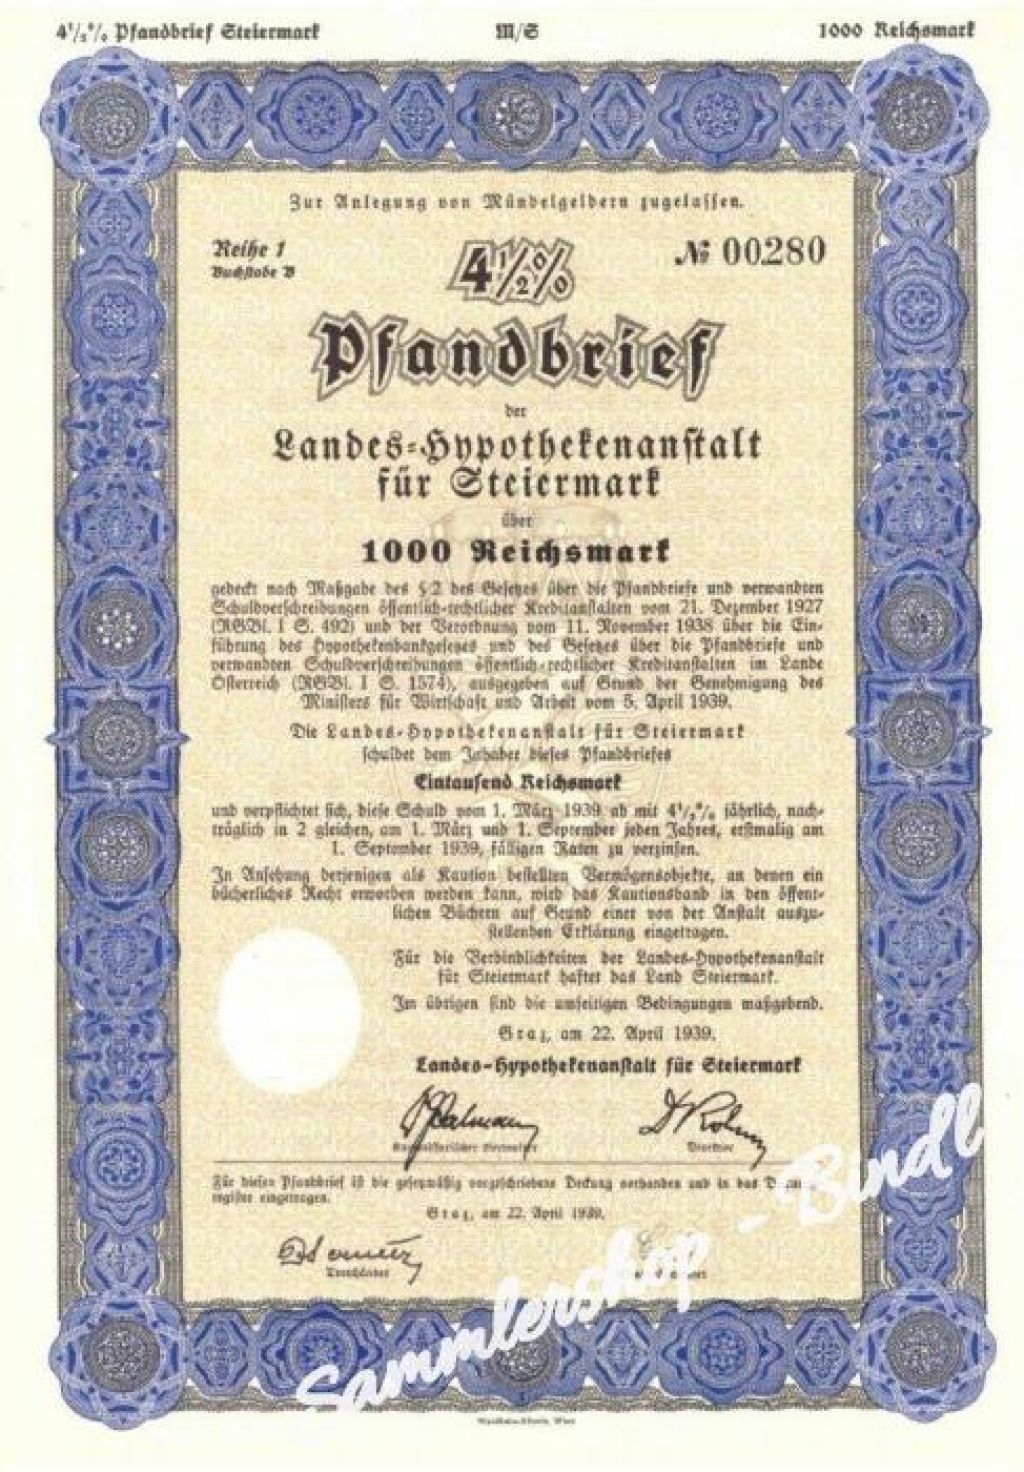 4½% Pfandbrief Steiermark M/S 1000 Reichsmark
Zur Anlegung von Mündelgeldern zugelassen.
Reihe 1 4½% № 00280
Buchstabe B
Pfandbrief
der
Landes-Hypothekenanstalt
für Steiermark
über
1000 Reichsmark
gedeckt nach Maßgabe des § 2 des Gesetzes über die Pfandbriefe und verwandten
Schuldverschreibungen öffentlich-rechtlicher Kreditanstalten vom 21. Dezember 1927
(RGBl. I S. 492) und der Verordnung vom 11. November 1938 über die Ein-
führung des Hypothekenbankgesetzes und des Gesetzes über die Pfandbriefe und
verwandten Schuldverschreibungen öffentlich-rechtlicher Kreditanstalten im Lande
Österreich (RGBl. I S. 1574), ausgegeben auf Grund der Genehmigung des
Ministers für Wirtschaft und Arbeit vom 5. April 1939.
Die Landes-Hypothekenanstalt für Steiermark
schuldet dem Inhaber dieses Pfandbriefes
Eintausend Reichsmark
und verpflichtet sich, diese Schuld vom 1. März 1939 ab mit 4½% jährlich, nach-
träglich in 2 gleichen, am 1. März und 1. September jeden Jahres, erstmalig am
1. September 1939, fälligen Raten zu verzinsen.
In Ansehung derjenigen als Kaution bestellten Vermögensobjekte, an denen ein
bücherliches Recht erworben werden kann, wird das Kautionsband in den öffent-
lichen Büchern auf Grund einer von der Anstalt auszu-
stellenden Erklärung eingetragen.
Für die Verbindlichkeiten der Landes-Hypothekenanstalt
für Steiermark haftet das Land Steiermark.
Im übrigen sind die umseitigen Bedingungen maßgebend.
Graz, am 22. April 1939.
Landes-Hypothekenanstalt für Steiermark
Kommissarischer Verwalter Direktor
Für diesen Pfandbrief ist die gesetzmäßig vorgeschriebene Deckung vorhanden und in das
register eingetragen.
Graz, am 22. April 1939.
Treuhänder
Sammlershop - Bindl